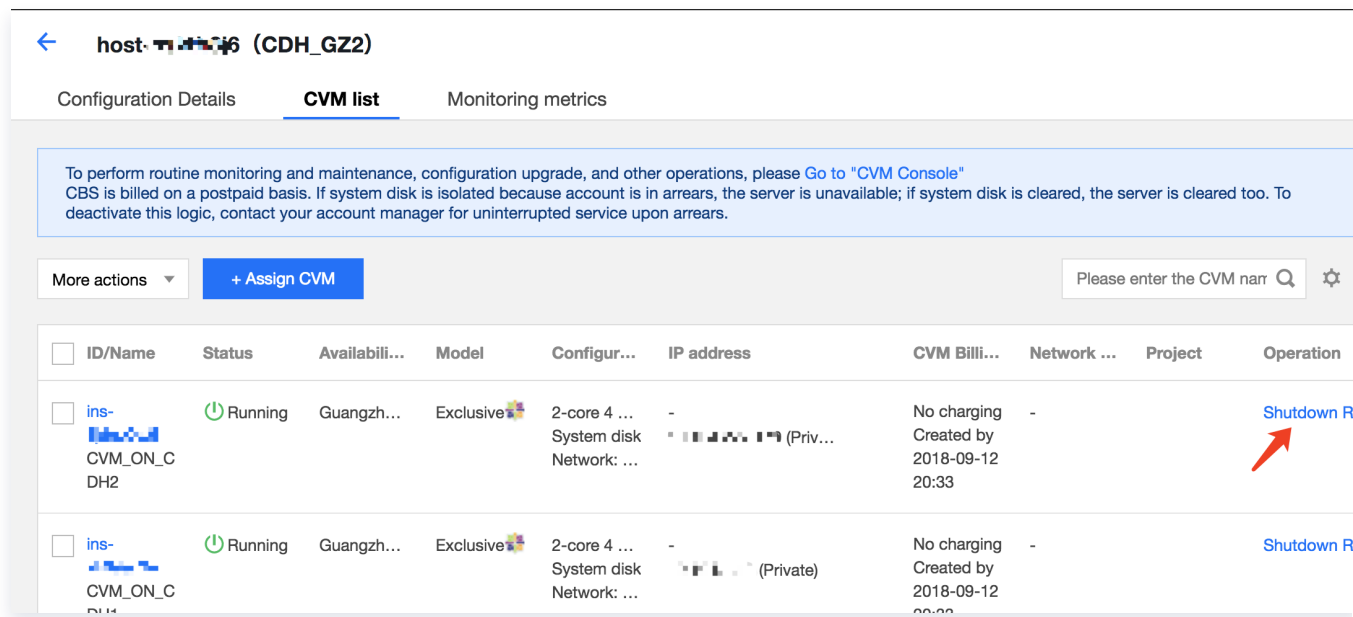 host- (CDH_GZ2)
Configuration Details CVM list Monitoring metrics
To perform routine monitoring and maintenance, configuration upgrade, and other operations, please Go to "CVM Console"
CBS is billed on a postpaid basis. If system disk is isolated because account is in arrears, the server is unavailable; if system disk is cleared, the server is cleared too. To
deactivate this logic, contact your account manager for uninterrupted service upon arrears.
More actions + Assign CVM Please enter the CVM nam
ID/Name Status Availabili... Model Configur... IP address CVM Billi... Network ... Project Operation
ins- Running Guangzh... Exclusive 2-core 4 ... - No charging - Shutdown R
System disk (Priv... Created by
CVM_ON_C Network: ... 2018-09-12
DH2 20:33
ins- Running Guangzh... Exclusive 2-core 4 ... - No charging - Shutdown R
System disk (Private) Created by
CVM_ON_C Network: ... 2018-09-12